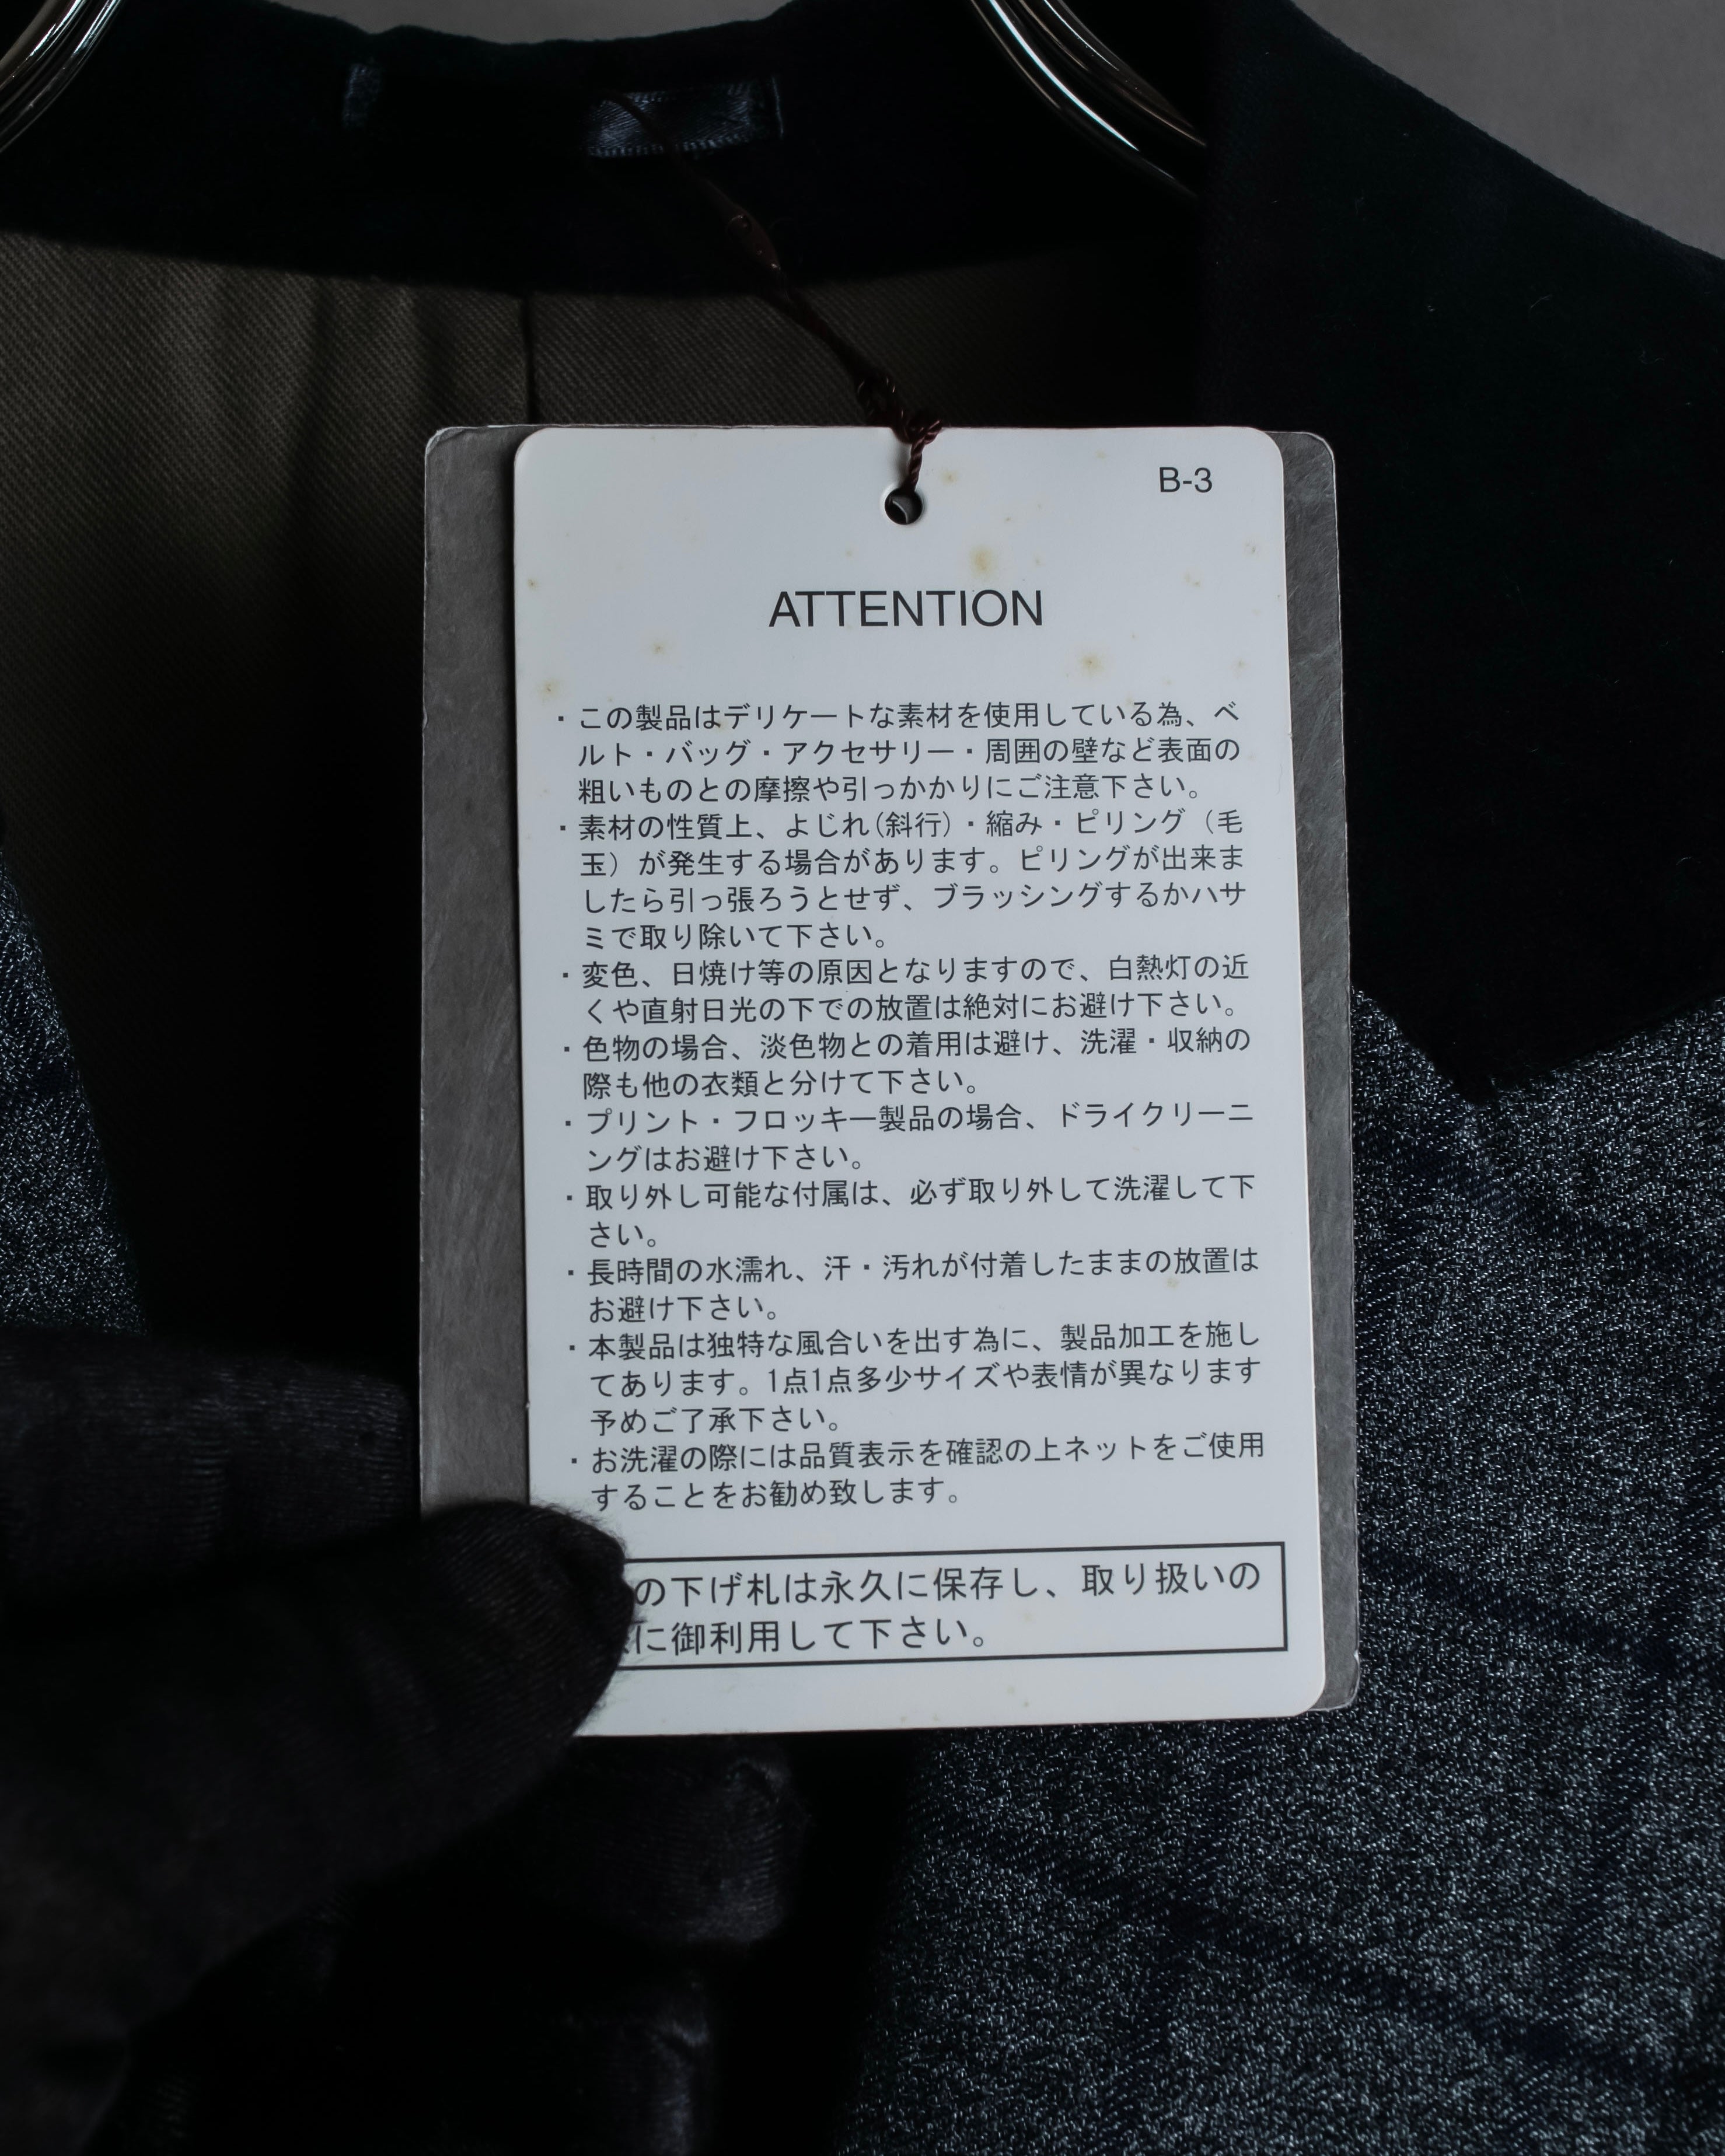 B-3
ATTENTION
・この製品はデリケートな素材を使用している為、ベ
ルト・バッグ・アクセサリー・周囲の壁など表面の
粗いものとの摩擦や引っかかりにご注意下さい。
・素材の性質上、よじれ(斜行)・縮み・ピリング（毛
玉）が発生する場合があります。ピリングが出来ま
したら引っ張ろうとせず、ブラッシングするかハサ
ミで取り除いて下さい。
・変色、日焼け等の原因となりますので、白熱灯の近
くや直射日光の下での放置は絶対にお避け下さい。
・色物の場合、淡色物との着用は避け、洗濯・収納の
際も他の衣類と分けて下さい。
・プリント・フロッキー製品の場合、ドライクリーニ
ングはお避け下さい。
・取り外し可能な付属は、必ず取り外して洗濯して下
さい。
・長時間の水濡れ、汗・汚れが付着したままの放置は
お避け下さい。
・本製品は独特な風合いを出す為に、製品加工を施し
てあります。1点1点多少サイズや表情が異なります
予めご了承下さい。
・お洗濯の際には品質表示を確認の上ネットをご使用
することをお勧め致します。
の下げ札は永久に保存し、取り扱いの
に御利用して下さい。